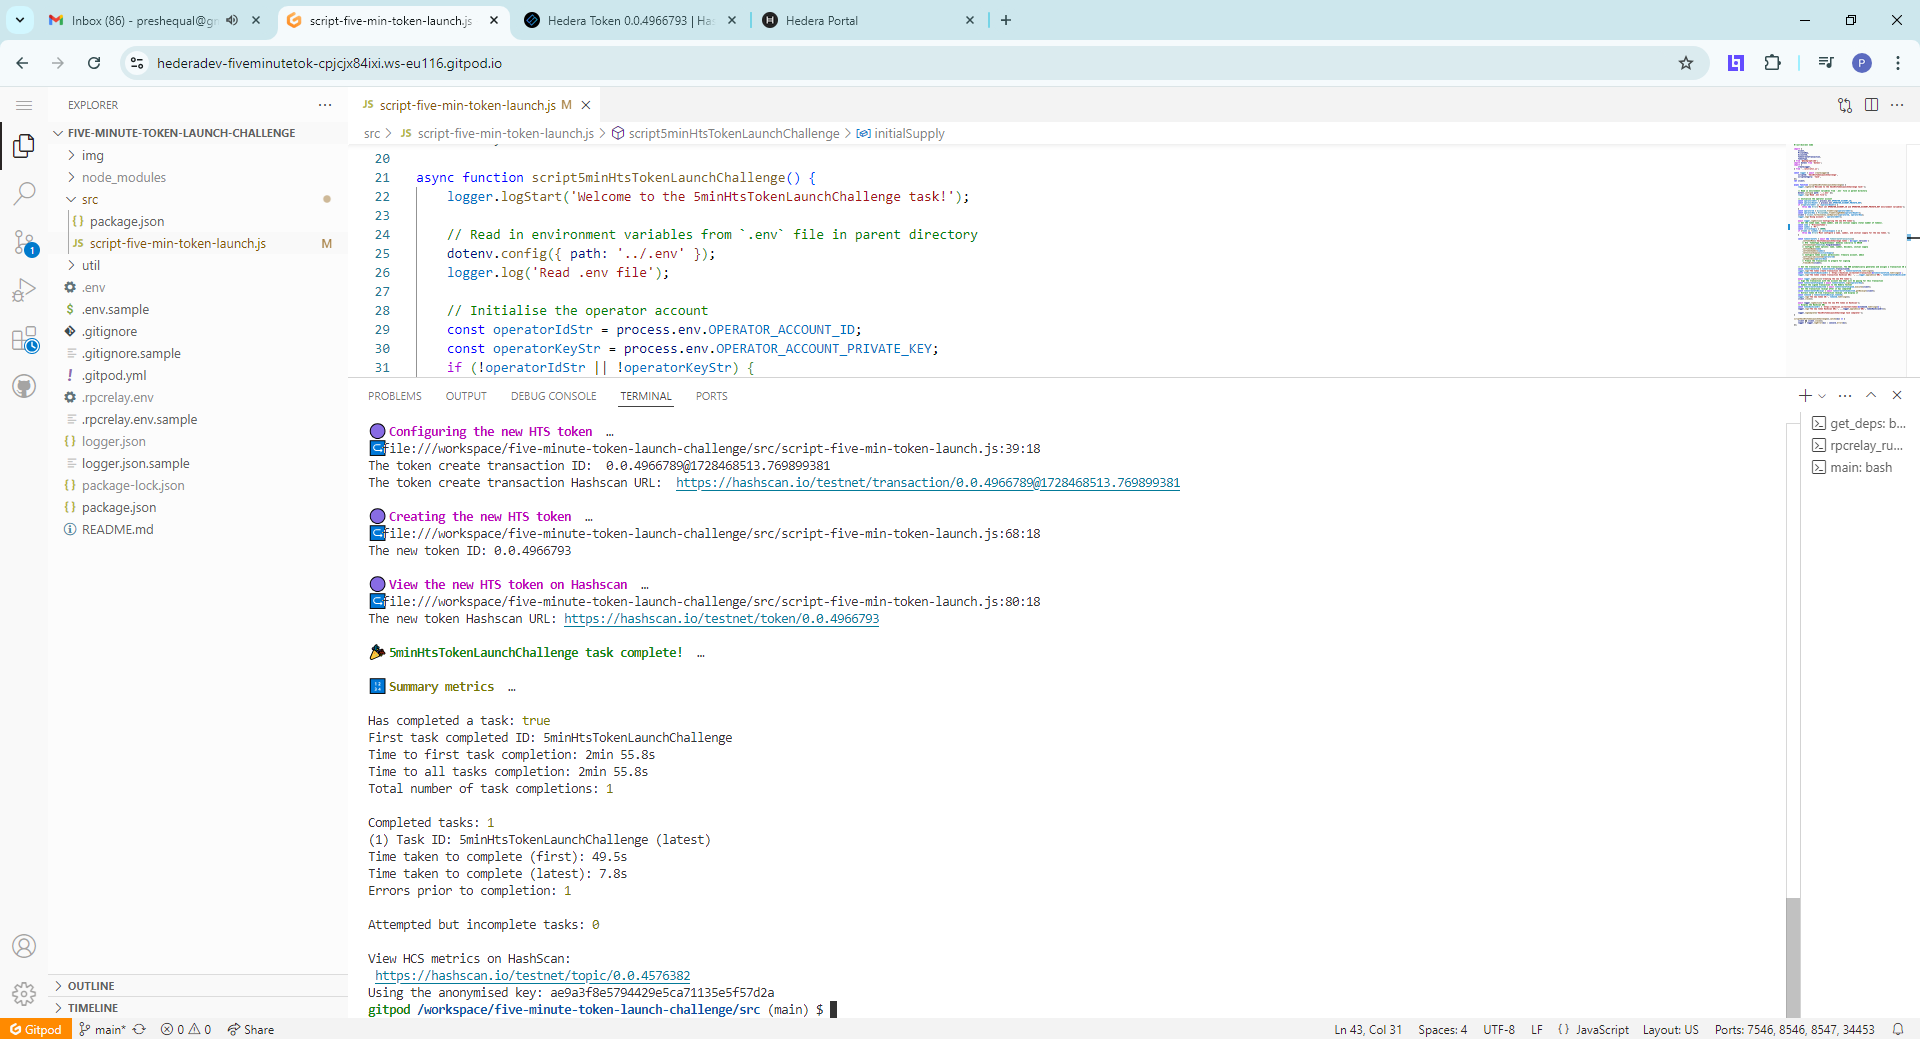 Inbox (86) - preshequal@gm
script-five-min-token-launch.js
Hedera Token 0.0.4966793 | Has
Hedera Portal
hederadev-fiveminutetok-cpjcjx84ixi.ws-eu116.gitpod.io
P
EXPLORER
FIVE-MINUTE-TOKEN-LAUNCH-CHALLENGE
img
node_modules
src
package.json
script-five-min-token-launch.js M
util
.env
.env.sample
.gitignore
.gitignore.sample
.gitpod.yml
.rpcrelay.env
.rpcrelay.env.sample
logger.json
logger.json.sample
package-lock.json
package.json
README.md
OUTLINE
TIMELINE
1
JS script-five-min-token-launch.js M
src > JS script-five-min-token-launch.js > script5minHtsTokenLaunchChallenge > initialSupply
20
21 async function script5minHtsTokenLaunchChallenge() {
22 logger.logStart('Welcome to the 5minHtsTokenLaunchChallenge task!');
23
24 // Read in environment variables from `.env` file in parent directory
25 dotenv.config({ path: '../.env' });
26 logger.log('Read .env file');
27
28 // Initialise the operator account
29 const operatorIdStr = process.env.OPERATOR_ACCOUNT_ID;
30 const operatorKeyStr = process.env.OPERATOR_ACCOUNT_PRIVATE_KEY;
31 if (!operatorIdStr || !operatorKeyStr) {
PROBLEMS OUTPUT DEBUG CONSOLE TERMINAL PORTS
Configuring the new HTS token …
file:///workspace/five-minute-token-launch-challenge/src/script-five-min-token-launch.js:39:18
The token create transaction ID: 0.0.4966789@1728468513.769899381
The token create transaction Hashscan URL: https://hashscan.io/testnet/transaction/0.0.4966789@1728468513.769899381
Creating the new HTS token …
file:///workspace/five-minute-token-launch-challenge/src/script-five-min-token-launch.js:68:18
The new token ID: 0.0.4966793
View the new HTS token on Hashscan …
file:///workspace/five-minute-token-launch-challenge/src/script-five-min-token-launch.js:80:18
The new token Hashscan URL: https://hashscan.io/testnet/token/0.0.4966793
5minHtsTokenLaunchChallenge task complete! …
Summary metrics …
Has completed a task: true
First task completed ID: 5minHtsTokenLaunchChallenge
Time to first task completion: 2min 55.8s
Time to all tasks completion: 2min 55.8s
Total number of task completions: 1
Completed tasks: 1
(1) Task ID: 5minHtsTokenLaunchChallenge (latest)
Time taken to complete (first): 49.5s
Time taken to complete (latest): 7.8s
Errors prior to completion: 1
Attempted but incomplete tasks: 0
View HCS metrics on HashScan:
https://hashscan.io/testnet/topic/0.0.4576382
Using the anonymised key: ae9a3f8e5794429e5ca71135e5f57d2a
gitpod /workspace/five-minute-token-launch-challenge/src (main) $
get_deps: b...
rpcrelay_ru...
main: bash
Gitpod main* 0 0 Share
Ln 43, Col 31 Spaces: 4 UTF-8 LF {} JavaScript Layout: US Ports: 7546, 8546, 8547, 34453